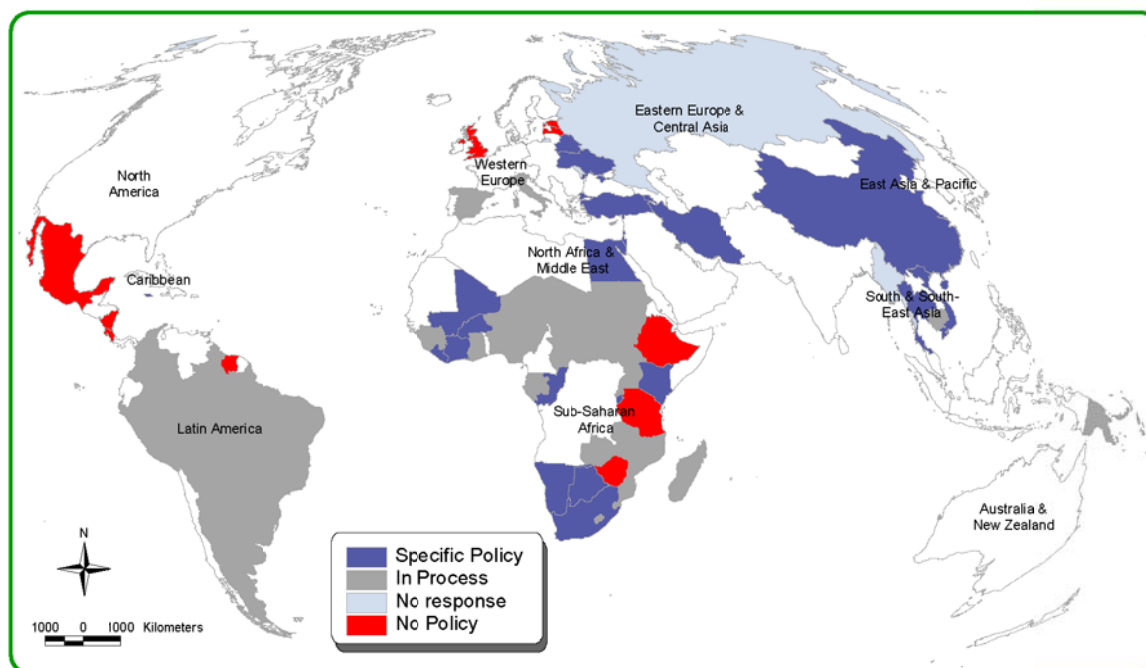 Eastern Europe &
Central Asia
North
America
Western
Europe
East Asia & Pacific
Caribbean
North Africa &
Middle East
South & South-
East Asia
Latin America
Sub-Saharan
Africa
Australia &
New Zealand
N
Specific Policy
In Process
No response
No Policy
1000 0 1000 Kilometers